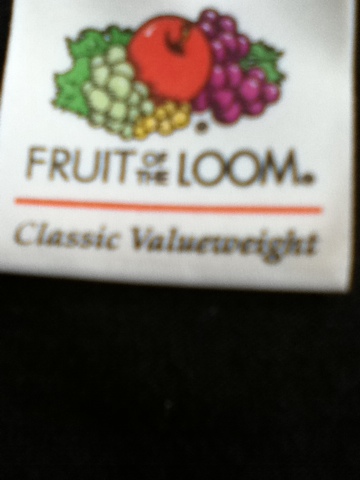 FRUIT OF THE LOOM®
Classic Valueweight